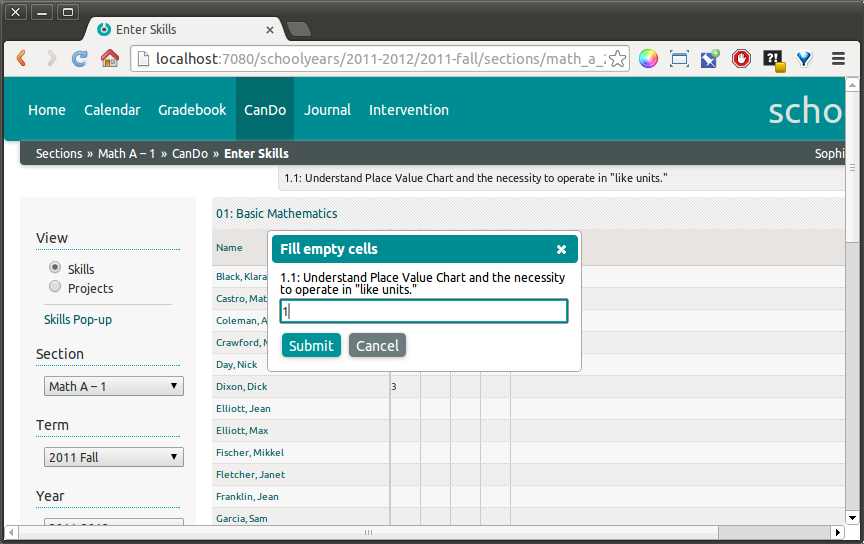 Enter Skills
localhost:7080/schoolyears/2011-2012/2011-fall/sections/math_a_
Home Calendar Gradebook CanDo Journal Intervention scho
Sections » Math A – 1 » CanDo » Enter Skills Sophi
1.1: Understand Place Value Chart and the necessity to operate in "like units."
View
Skills
Projects
Skills Pop-up
Section
Math A – 1
Term
2011 Fall
Year
01: Basic Mathematics
Name
Black, Klara
Castro, Mat
Coleman, A
Crawford, M
Day, Nick
Dixon, Dick 3
Elliott, Jean
Elliott, Max
Fischer, Mikkel
Fletcher, Janet
Franklin, Jean
Garcia, Sam
Fill empty cells
1.1: Understand Place Value Chart and the necessity
to operate in "like units."
1
Submit Cancel